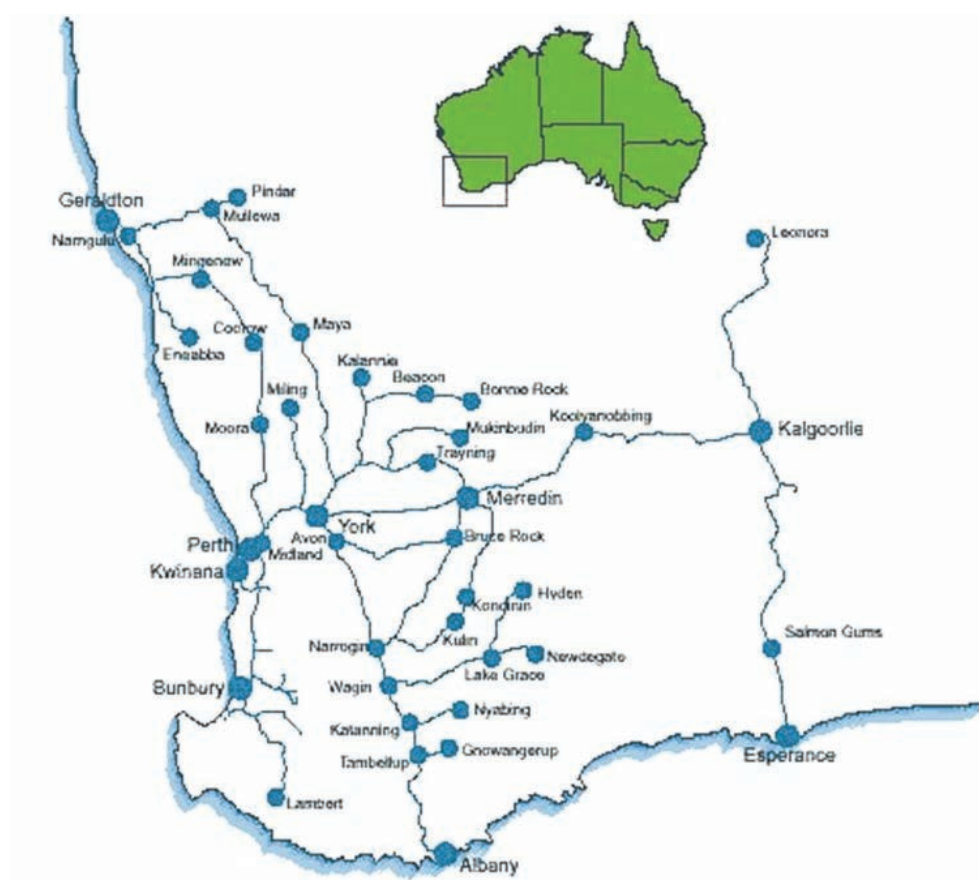 Pindar
Geraldton
Mullewa
Narngulu
Leonora
Mingenew
Coorow
Maya
Eneabba
Kalannie
Beacon
Miling
Bonnie Rock
Koolyanobbing
Moora
Mukinbudin
Kalgoorlie
Trayning
Merredin
York
Avon
Bruce Rock
Perth
Midland
Kwinana
Hyden
Kondinin
Kulin
Salmon Gums
Narrogin
Newdegate
Lake Grace
Wagin
Bunbury
Nyabing
Katanning
Gnowangerup
Tambellup
Esperance
Lambert
Albany